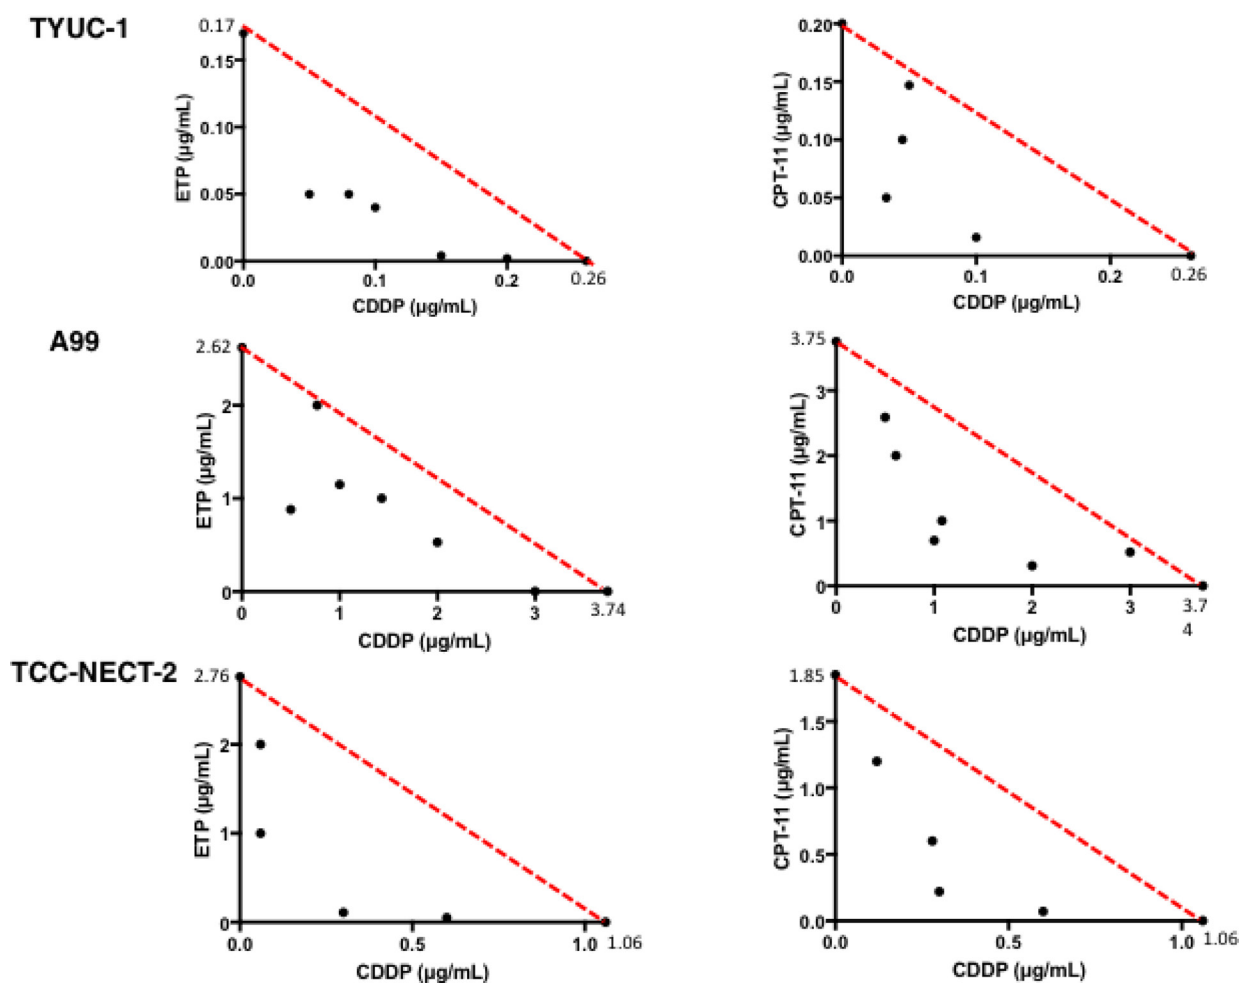 TYUC-1
0.17
0.15
0.10
0.05
0.00
ETP (µg/mL)
0.0 0.1 0.2 0.26
CDDP (µg/mL)
0.20
0.15
0.10
0.05
0.00
CPT-11 (µg/mL)
0.0 0.1 0.2 0.26
CDDP (µg/mL)
A99
2.62
2
1
0
ETP (µg/mL)
0 1 2 3 3.74
CDDP (µg/mL)
3.75
3
2
1
0
CPT-11 (µg/mL)
0 1 2 3 3.7
4
CDDP (µg/mL)
TCC-NECT-2
2.76
2
1
0
ETP (µg/mL)
0.0 0.5 1.0 1.06
CDDP (µg/mL)
1.85
1.5
1.0
0.5
0.0
CPT-11 (µg/mL)
0.0 0.5 1.0 1.06
CDDP (µg/mL)